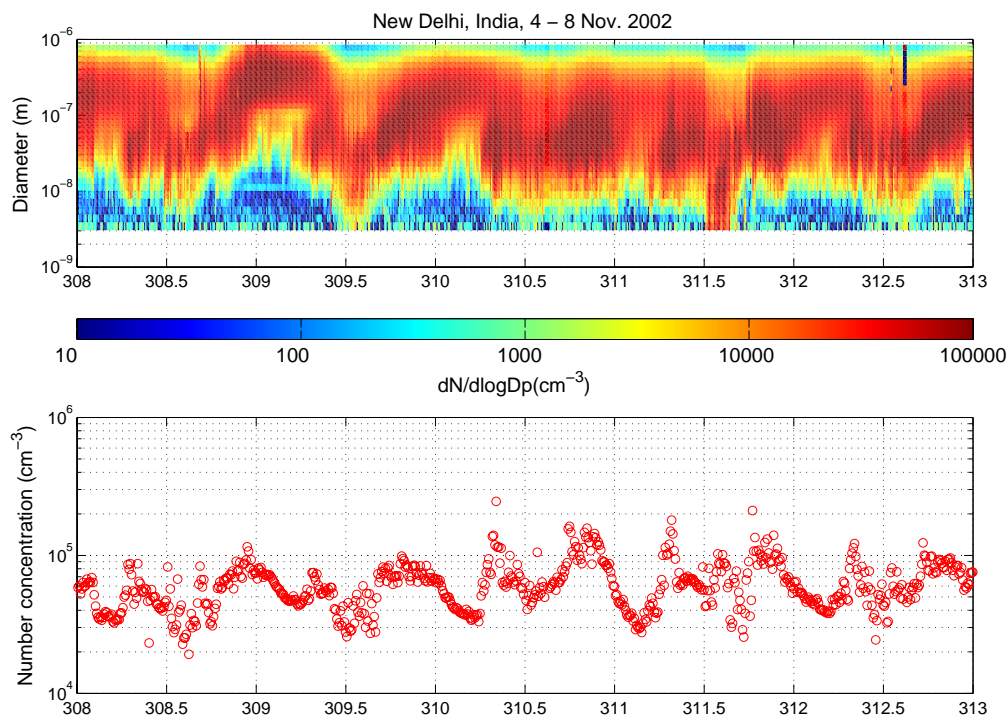 New Delhi, India, 4 – 8 Nov. 2002
10⁻⁶
10⁻⁷
10⁻⁸
10⁻⁹
Diameter (m)
308 308.5 309 309.5 310 310.5 311 311.5 312 312.5 313
10 100 1000 10000 100000
dN/dlogDp(cm⁻³)
10⁶
10⁵
10⁴
Number concentration (cm⁻³)
308 308.5 309 309.5 310 310.5 311 311.5 312 312.5 313